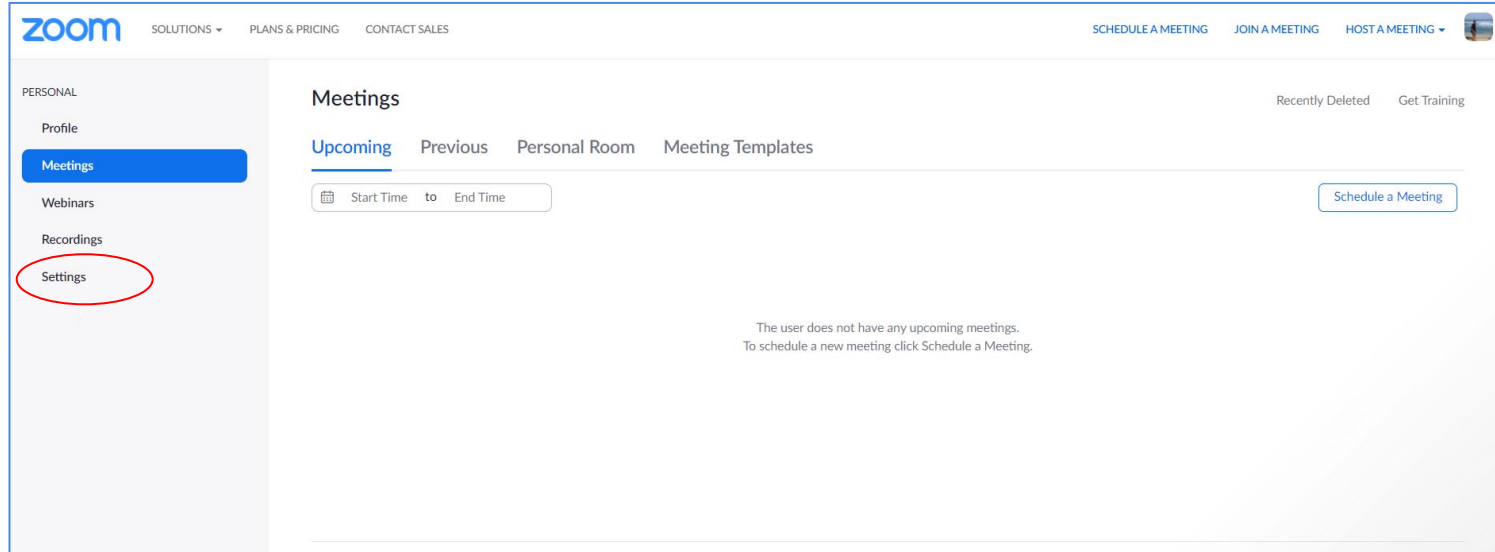 zoom SOLUTIONS PLANS & PRICING CONTACT SALES SCHEDULE A MEETING JOIN A MEETING HOST A MEETING
PERSONAL
Profile
Meetings
Webinars
Recordings
Settings
Meetings
Recently Deleted Get Training
Upcoming Previous Personal Room Meeting Templates
Start Time to End Time
Schedule a Meeting
The user does not have any upcoming meetings.
To schedule a new meeting click Schedule a Meeting.